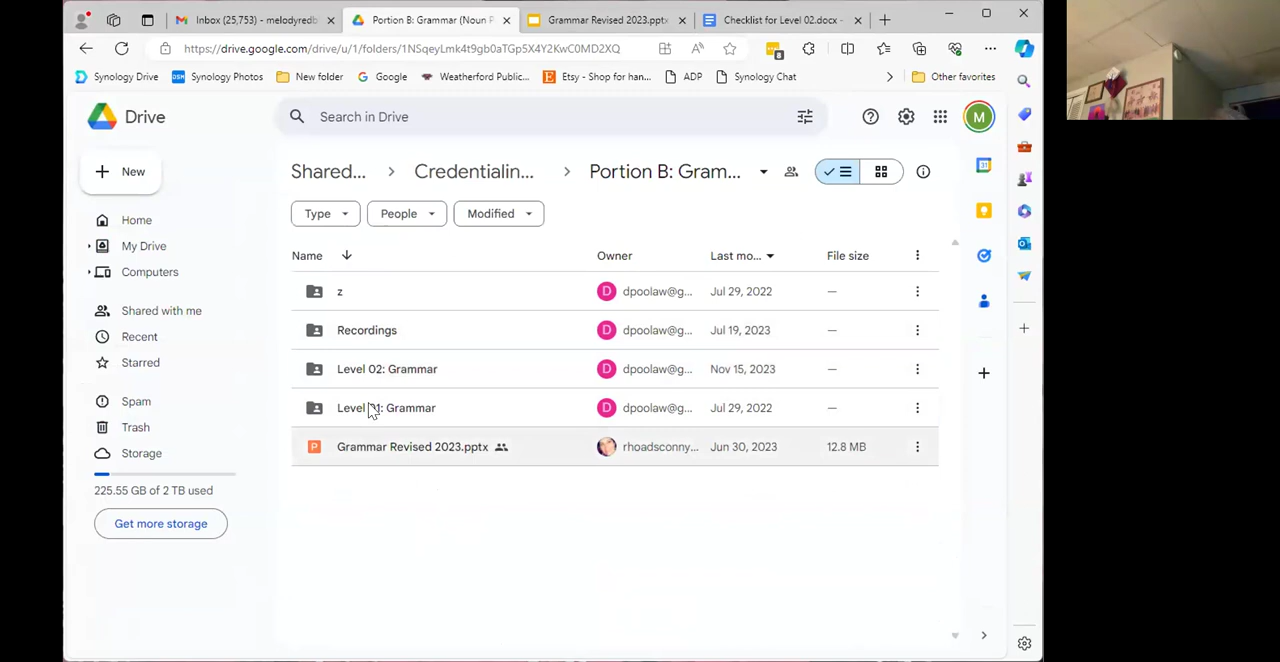 Inbox (25,753) - melodyredb
Portion B: Grammar (Noun P
Grammar Revised 2023.pptx
Checklist for Level 02.docx -
https://drive.google.com/drive/u/1/folders/1NSqeyLmk4t9gb0aTGp5X4Y2KwC0MD2XQ
8
Synology Drive
Synology Photos
New folder
Google
Weatherford Public...
Etsy - Shop for han...
ADP
Synology Chat
Other favorites
Drive
Search in Drive
M
New
Shared... > Credentialin... > Portion B: Gram...
Type
People
Modified
Home
My Drive
Computers
Shared with me
Recent
Starred
Spam
Trash
Storage
225.55 GB of 2 TB used
Get more storage
Name Owner Last mo... File size
z D dpoolaw@g... Jul 29, 2022 —
Recordings D dpoolaw@g... Jul 19, 2023 —
Level 02: Grammar D dpoolaw@g... Nov 15, 2023 —
Level 01: Grammar D dpoolaw@g... Jul 29, 2022 —
P Grammar Revised 2023.pptx rhoadsconny... Jun 30, 2023 12.8 MB
31